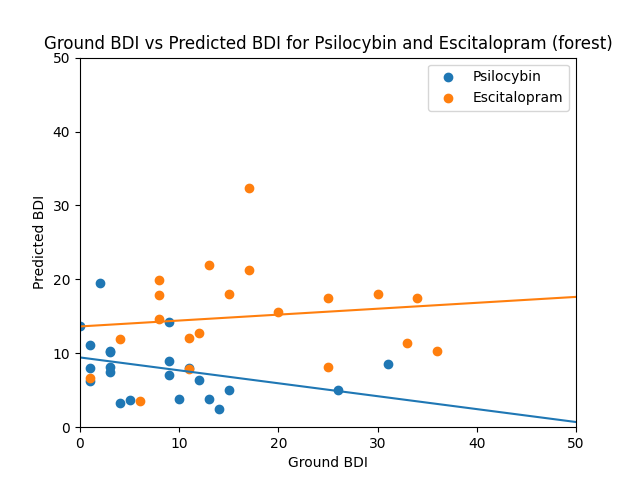 Ground BDI vs Predicted BDI for Psilocybin and Escitalopram (forest)
Psilocybin
Escitalopram
50
40
30
20
10
0
Predicted BDI
0 10 20 30 40 50
Ground BDI